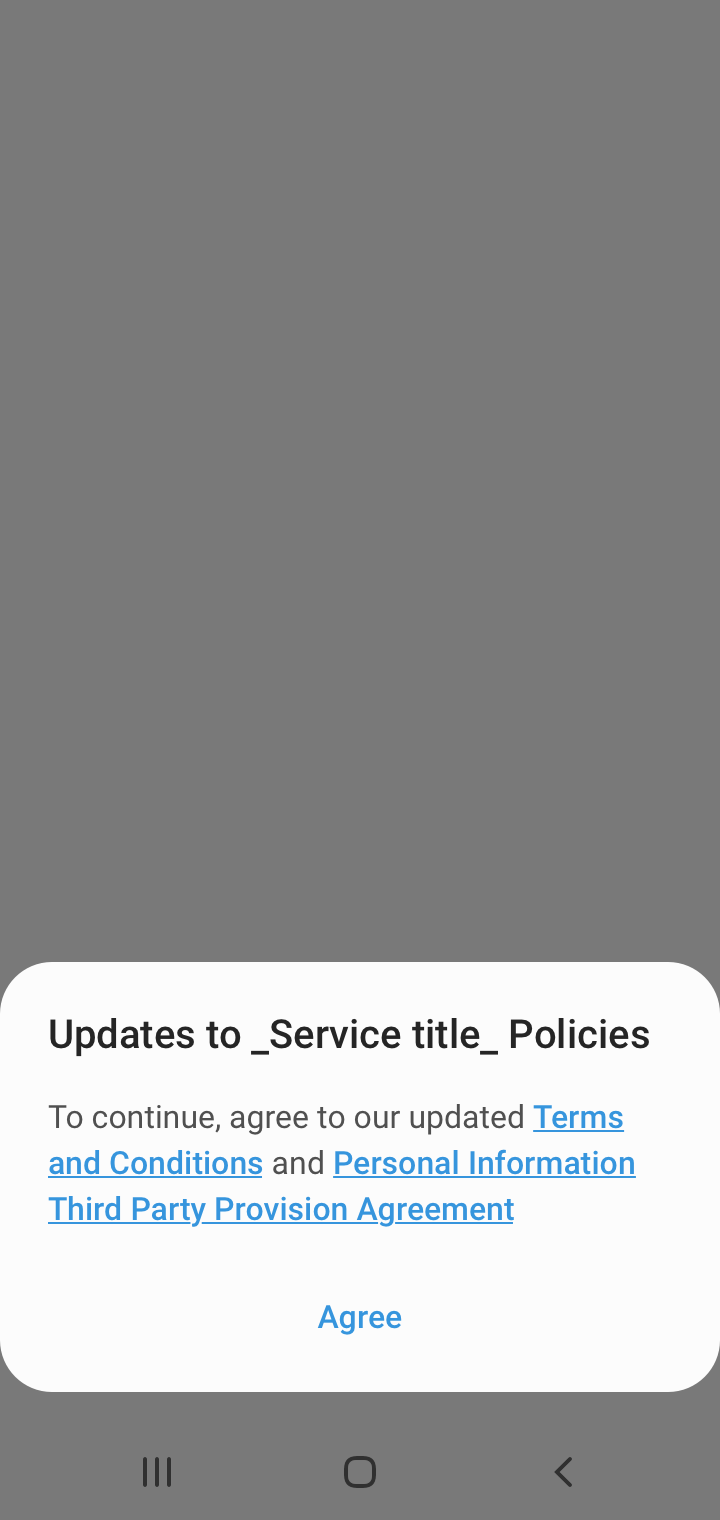 Updates to _Service title_ Policies
To continue, agree to our updated Terms
and Conditions and Personal Information
Third Party Provision Agreement
Agree